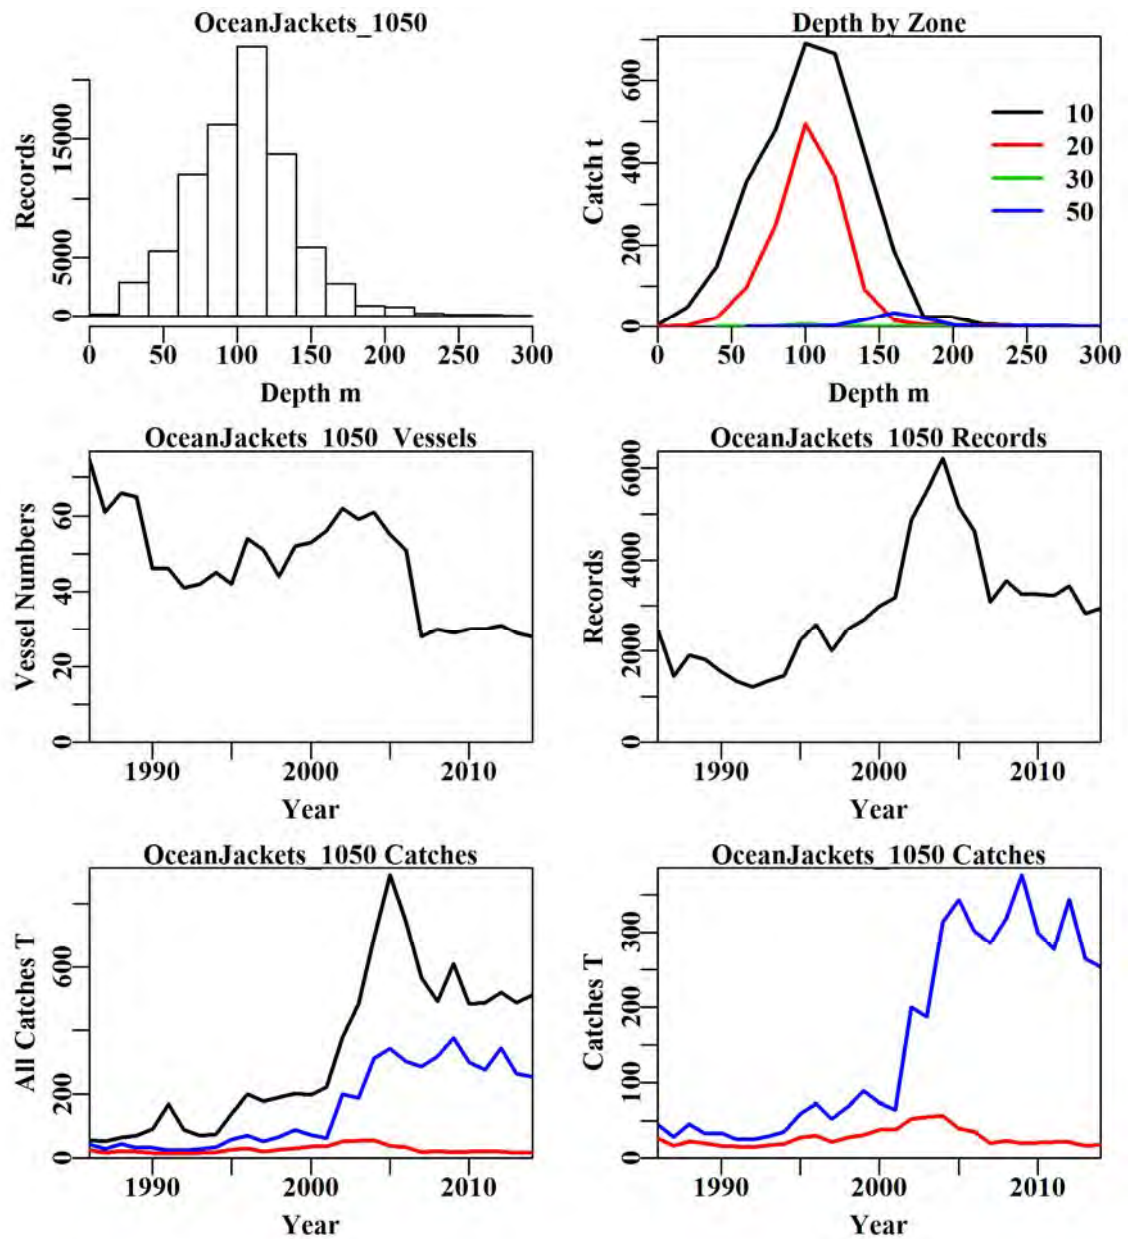 OceanJackets_1050
Records
5000
15000
0
0
50
100
150
200
250
300
Depth m
Depth by Zone
Catch t
0
200
400
600
10
20
30
50
0
50
100
150
200
250
300
Depth m
OceanJackets_1050_Vessels
Vessel Numbers
0
20
40
60
1990
2000
2010
Year
OceanJackets_1050 Records
Records
0
2000
4000
6000
1990
2000
2010
Year
OceanJackets_1050 Catches
All Catches T
0
200
600
1990
2000
2010
Year
OceanJackets_1050 Catches
Catches T
0
100
200
300
1990
2000
2010
Year